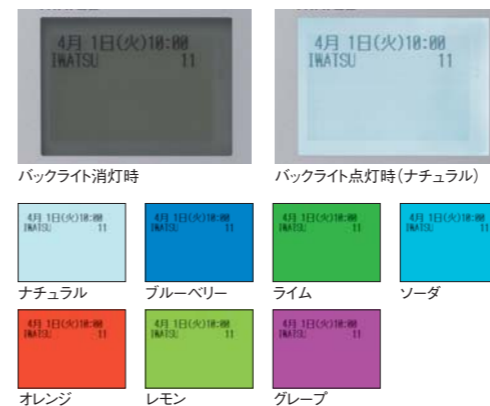 4月 1日(火)10:00
IWATSU 11
4月 1日(火)10:00
IWATSU 11
バックライト消灯時
バックライト点灯時(ナチュラル)
4月 1日(火)10:00
IWATSU 11
4月 1日(火)10:00
IWATSU 11
4月 1日(火)10:00
IWATSU 11
4月 1日(火)10:00
IWATSU 11
ナチュラル
ブルーベリー
ライム
ソーダ
4月 1日(火)10:00
IWATSU 11
4月 1日(火)10:00
IWATSU 11
4月 1日(火)10:00
IWATSU 11
オレンジ
レモン
グレープ